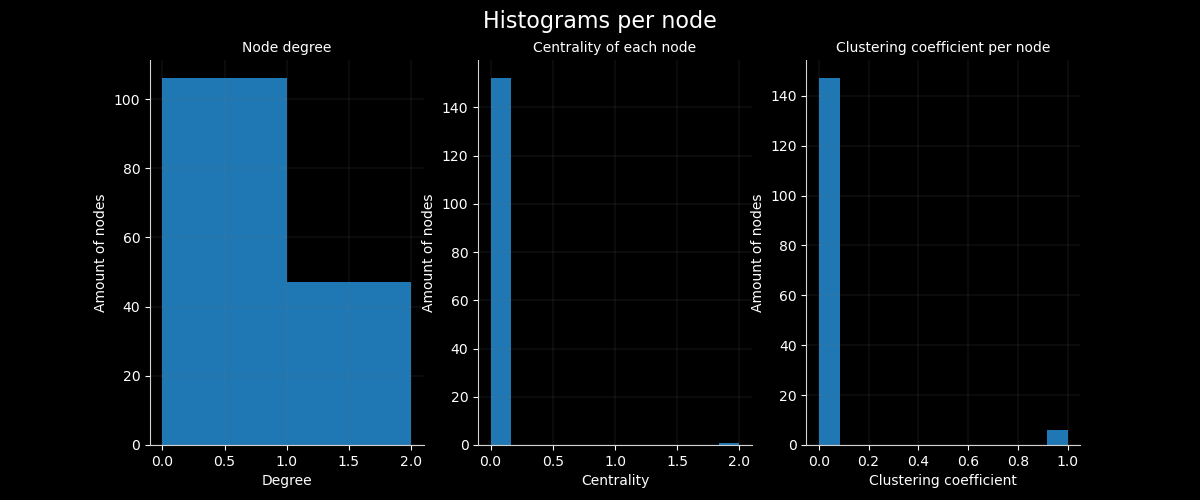 Histograms per node
Node degree
Amount of nodes
100
80
60
40
20
0
0.0 0.5 1.0 1.5 2.0
Degree
Centrality of each node
Amount of nodes
140
120
100
80
60
40
20
0
0.0 0.5 1.0 1.5 2.0
Centrality
Clustering coefficient per node
Amount of nodes
140
120
100
80
60
40
20
0
0.0 0.2 0.4 0.6 0.8 1.0
Clustering coefficient